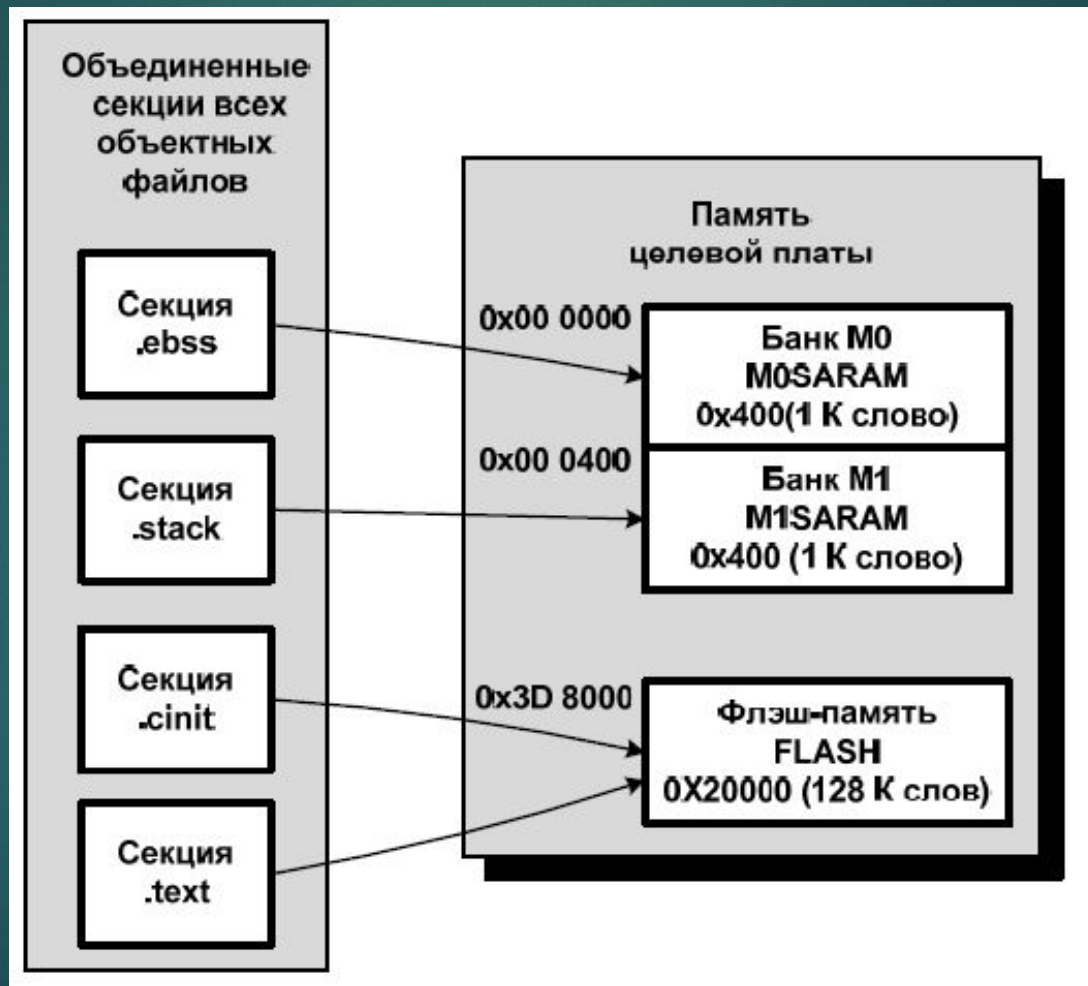 Объединенные
секции всех
объектных
файлов
Секция
.ebss
Секция
.stack
Секция
.cinit
Секция
.text
Память
целевой платы
0x00 0000
Банк M0
M0SARAM
0x400(1 К слово)
0x00 0400
Банк M1
M1SARAM
0x400 (1 К слово)
0x3D 8000
Флэш-память
FLASH
0X20000 (128 К слов)